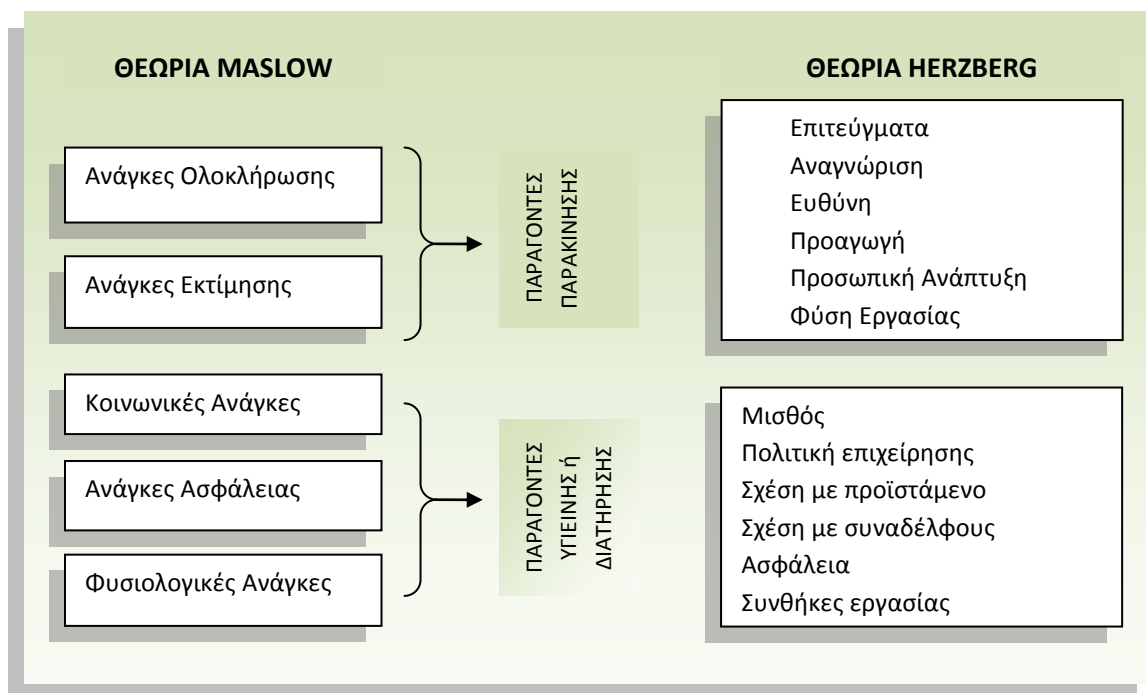 ΘΕΩΡΙΑ MASLOW
Ανάγκες Ολοκλήρωσης
Ανάγκες Εκτίμησης
Κοινωνικές Ανάγκες
Ανάγκες Ασφάλειας
Φυσιολογικές Ανάγκες
ΠΑΡΑΓΟΝΤΕΣ
ΠΑΡΑΚΙΝΗΣΗΣ
ΠΑΡΑΓΟΝΤΕΣ
ΥΓΙΕΙΝΗΣ ή
ΔΙΑΤΗΡΗΣΗΣ
ΘΕΩΡΙΑ HERZBERG
Επιτεύγματα
Αναγνώριση
Ευθύνη
Προαγωγή
Προσωπική Ανάπτυξη
Φύση Εργασίας
Μισθός
Πολιτική επιχείρησης
Σχέση με προϊστάμενο
Σχέση με συναδέλφους
Ασφάλεια
Συνθήκες εργασίας